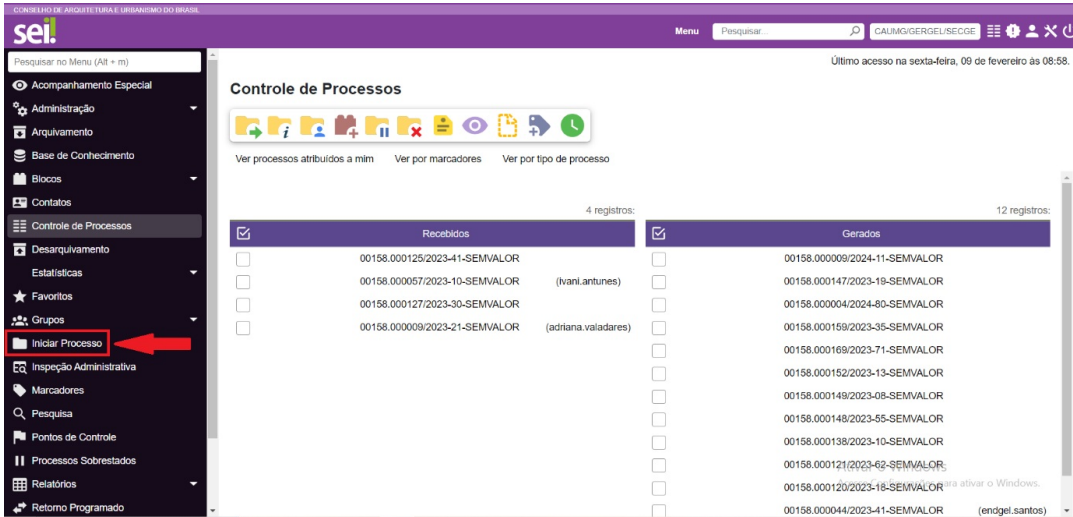 CONSELHO DE ARQUITETURA E URBANISMO DO BRASIL
sei!
Menu
Pesquisar...
CAUMG/GERGEL/SECGE
Pesquisar no Menu (Alt + m)
Último acesso na sexta-feira, 09 de fevereiro às 08:58.
Acompanhamento Especial
Administração
Arquivamento
Base de Conhecimento
Blocos
Contatos
Controle de Processos
Desarquivamento
Estatísticas
Favoritos
Grupos
Iniciar Processo
Inspeção Administrativa
Marcadores
Pesquisa
Pontos de Controle
Processos Sobrestados
Relatórios
Retorno Programado
Controle de Processos
Ver processos atribuídos a mim
Ver por marcadores
Ver por tipo de processo
4 registros:
Recebidos
00158.000125/2023-41-SEMVALOR
00158.000057/2023-10-SEMVALOR (ivani.antunes)
00158.000127/2023-30-SEMVALOR
00158.000009/2023-21-SEMVALOR (adriana.valadares)
12 registros:
Gerados
00158.000009/2024-11-SEMVALOR
00158.000147/2023-19-SEMVALOR
00158.000004/2024-80-SEMVALOR
00158.000159/2023-35-SEMVALOR
00158.000169/2023-71-SEMVALOR
00158.000152/2023-13-SEMVALOR
00158.000149/2023-08-SEMVALOR
00158.000148/2023-55-SEMVALOR
00158.000138/2023-10-SEMVALOR
00158.000121/2023-62-SEMVALOR
00158.000120/2023-18-SEMVALOR
00158.000044/2023-41-SEMVALOR (endgel.santos)
Ativar o Windows
para ativar o Windows.